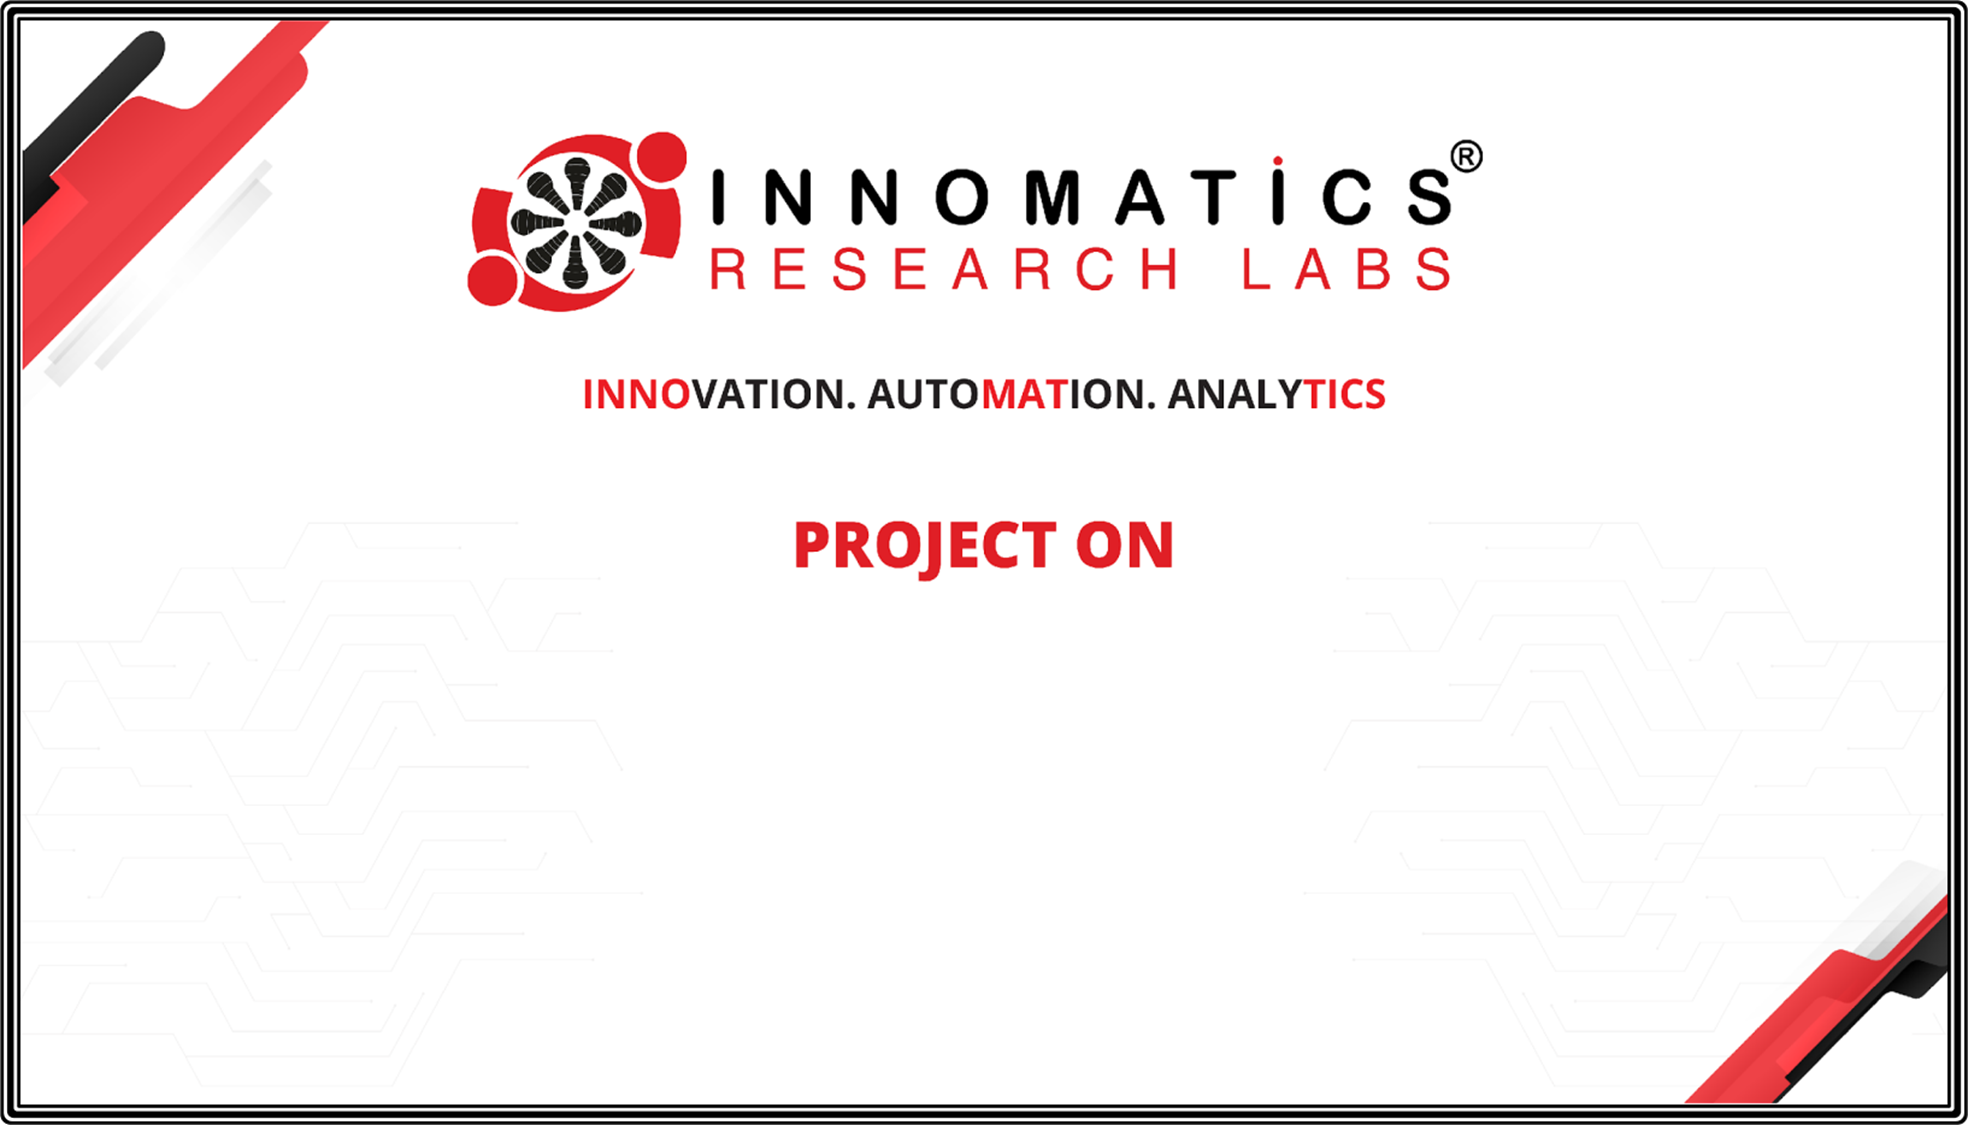 INNOMATICS®
RESEARCH LABS
INNOVATION. AUTOMATION. ANALYTICS
PROJECT ON